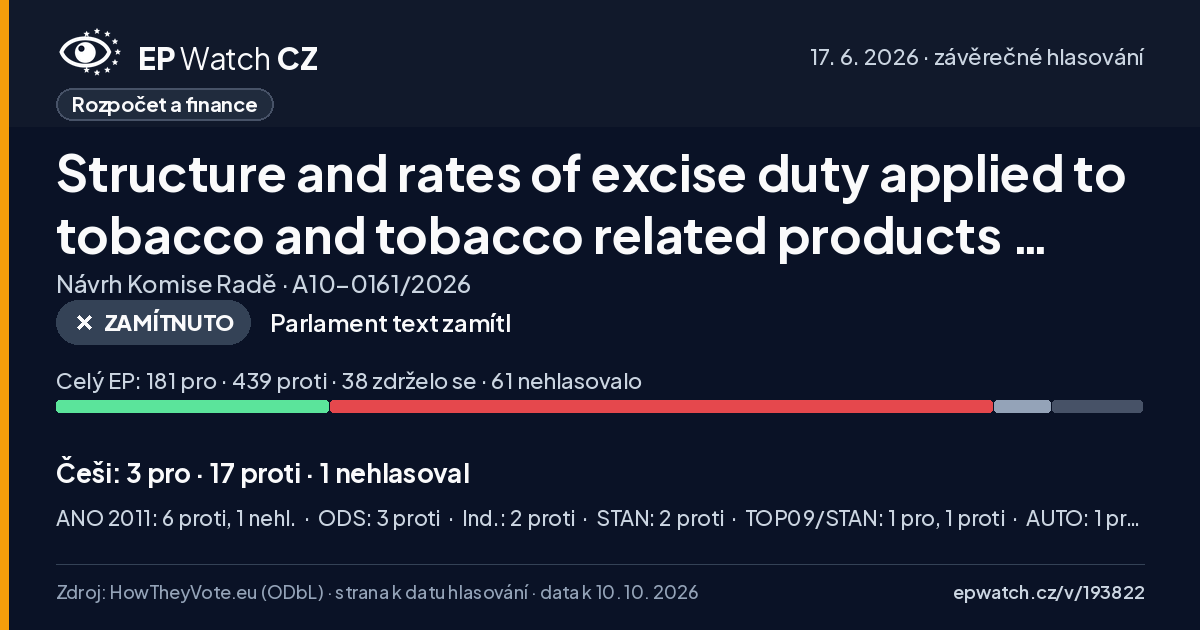 EP Watch CZ
17. 6. 2026 · závěrečné hlasování
Rozpočet a finance
Structure and rates of excise duty applied to
tobacco and tobacco related products …
Návrh Komise Radě · A10-0161/2026
✕ ZAMÍTNUTO Parlament text zamítl
Celý EP: 181 pro · 439 proti · 38 zdrželo se · 61 nehlasovalo
Češi: 3 pro · 17 proti · 1 nehlasoval
ANO 2011: 6 proti, 1 nehl. · ODS: 3 proti · Ind.: 2 proti · STAN: 2 proti · TOP09/STAN: 1 pro, 1 proti · AUTO: 1 pr…
Zdroj: HowTheyVote.eu (ODbL) · strana k datu hlasování · data k 10. 10. 2026
epwatch.cz/v/193822